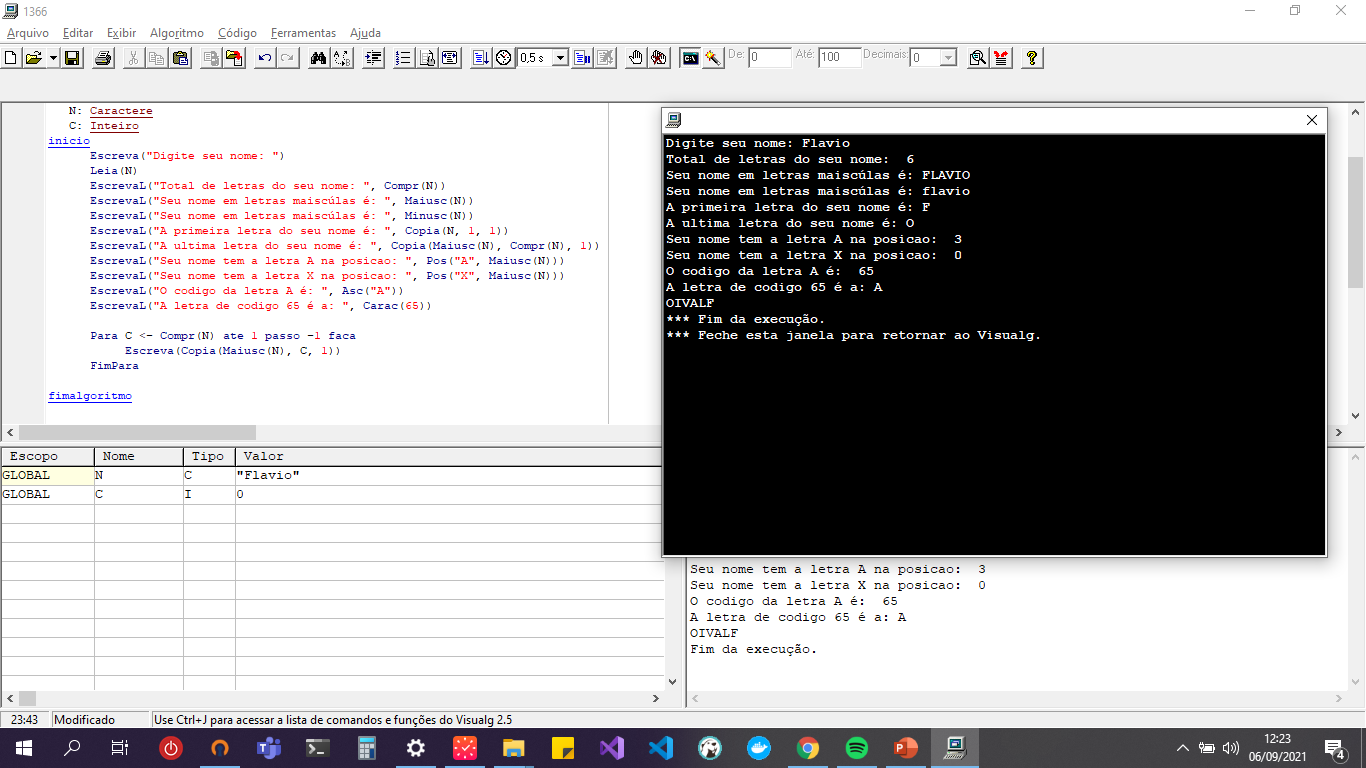 1366
Arquivo Editar Exibir Algoritmo Código Ferramentas Ajuda
0,5 s De: 0 Até: 100 Decimais: 0
N: Caractere
C: Inteiro
inicio
Escreva("Digite seu nome: ")
Leia(N)
EscrevaL("Total de letras do seu nome: ", Compr(N))
EscrevaL("Seu nome em letras maiscúlas é: ", Maiusc(N))
EscrevaL("Seu nome em letras maiscúlas é: ", Minusc(N))
EscrevaL("A primeira letra do seu nome é: ", Copia(N, 1, 1))
EscrevaL("A ultima letra do seu nome é: ", Copia(Maiusc(N), Compr(N), 1))
EscrevaL("Seu nome tem a letra A na posicao: ", Pos("A", Maiusc(N)))
EscrevaL("Seu nome tem a letra X na posicao: ", Pos("X", Maiusc(N)))
EscrevaL("O codigo da letra A é: ", Asc("A"))
EscrevaL("A letra de codigo 65 é a: ", Carac(65))
Para C <- Compr(N) ate 1 passo -1 faca
Escreva(Copia(Maiusc(N), C, 1))
FimPara
fimalgoritmo
Digite seu nome: Flavio
Total de letras do seu nome:  6
Seu nome em letras maiscúlas é: FLAVIO
Seu nome em letras maiscúlas é: flavio
A primeira letra do seu nome é: F
A ultima letra do seu nome é: O
Seu nome tem a letra A na posicao:  3
Seu nome tem a letra X na posicao:  0
O codigo da letra A é:  65
A letra de codigo 65 é a: A
OIVALF
*** Fim da execução.
*** Feche esta janela para retornar ao Visualg.
Escopo Nome Tipo Valor
GLOBAL N C "Flavio"
GLOBAL C I 0
Seu nome tem a letra A na posicao:  3
Seu nome tem a letra X na posicao:  0
O codigo da letra A é:  65
A letra de codigo 65 é a: A
OIVALF
Fim da execução.
23:43 Modificado Use Ctrl+J para acessar a lista de comandos e funções do Visualg 2.5
12:23
06/09/2021
4